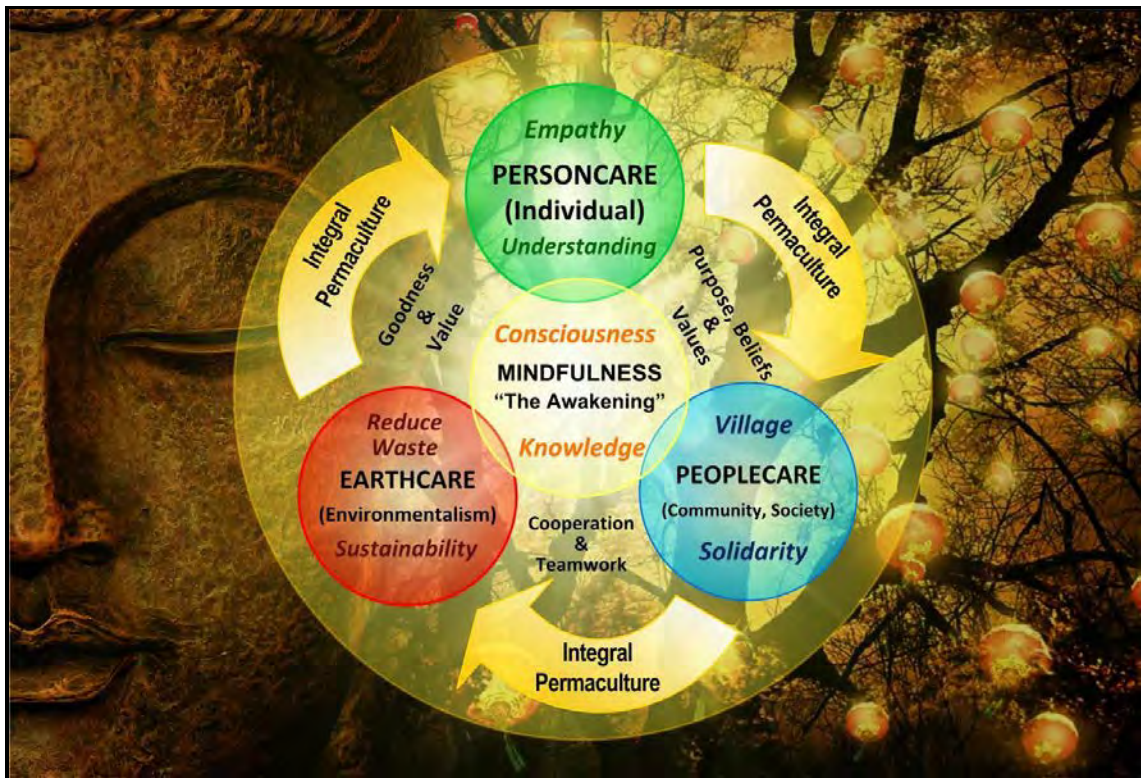 Empathy
PERSONCARE
(Individual)
Understanding
Integral
Permaculture
Goodness
&
Value
Integral
Permaculture
Purpose, Beliefs
&
Values
Consciousness
MINDFULNESS
“The Awakening”
Knowledge
Reduce
Waste
EARTHCARE
(Environmentalism)
Sustainability
Village
PEOPLECARE
(Community, Society)
Solidarity
Cooperation
&
Teamwork
Integral
Permaculture